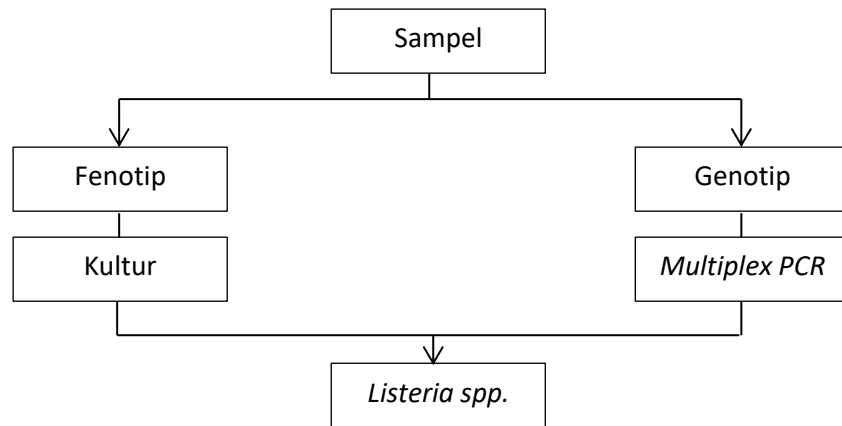 Sampel
Fenotip
Genotip
Kultur
Multiplex PCR
Listeria spp.